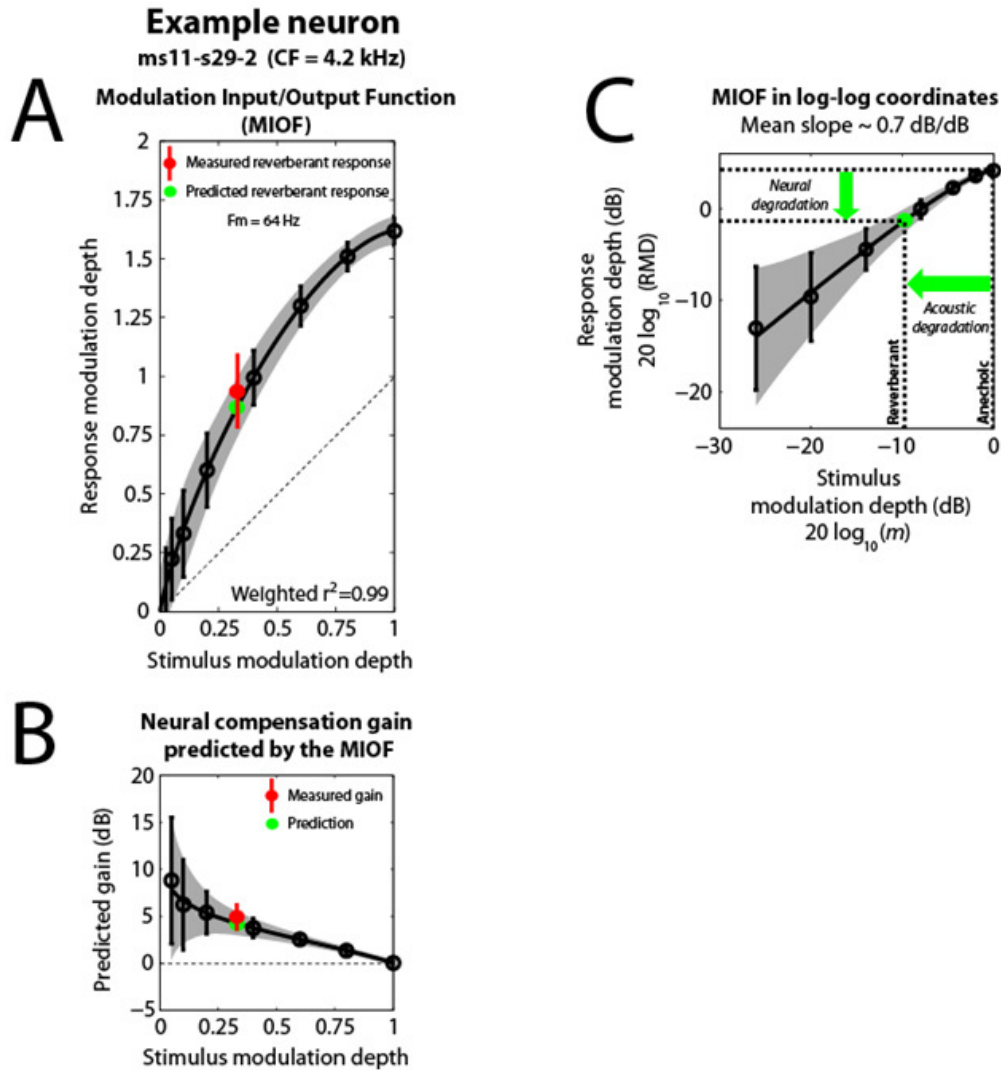 Example neuron
ms11-s29-2 (CF = 4.2 kHz)
A
Modulation Input/Output Function
(MIOF)
2
1.75
1.5
1.25
1
0.75
0.5
0.25
0
Response modulation depth
Measured reverberant response
Predicted reverberant response
Fm = 64 Hz
Weighted r²=0.99
0 0.25 0.5 0.75 1
Stimulus modulation depth
B
Neural compensation gain
predicted by the MIOF
20
15
10
5
0
−5
Predicted gain (dB)
Measured gain
Prediction
0 0.25 0.5 0.75 1
Stimulus modulation depth
C
MIOF in log-log coordinates
Mean slope ~ 0.7 dB/dB
Response
modulation depth (dB)
20 log₁₀ (RMD)
0
−10
−20
Neural
degradation
Acoustic
degradation
Reverberant
Anechoic
−30 −20 −10 0
Stimulus
modulation depth (dB)
20 log₁₀(m)